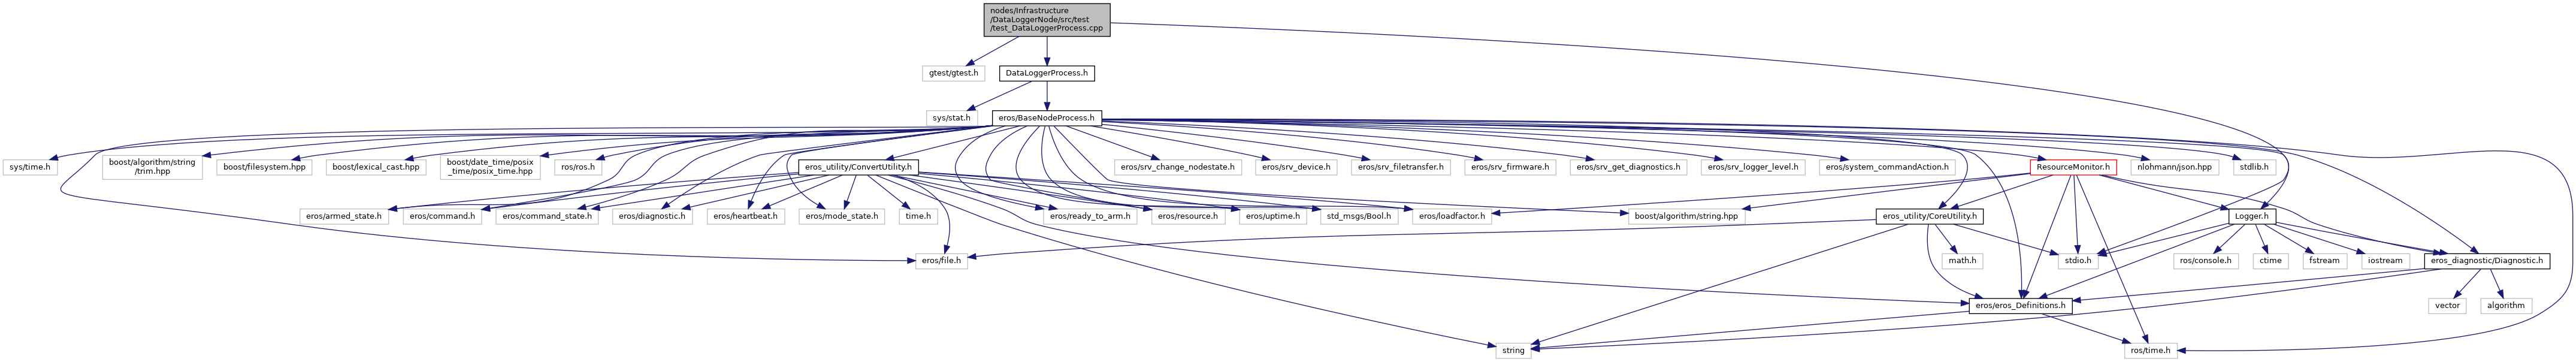 nodes/Infrastructure
/DataLoggerNode/src/test
/test_DataLoggerProcess.cpp
gtest/gtest.h
DataLoggerProcess.h
sys/stat.h
eros/BaseNodeProcess.h
sys/time.h
boost/algorithm/string
/trim.hpp
boost/filesystem.hpp
boost/lexical_cast.hpp
boost/date_time/posix
_time/posix_time.hpp
ros/ros.h
eros_utility/ConvertUtility.h
eros/srv_change_nodestate.h
eros/srv_device.h
eros/srv_filetransfer.h
eros/srv_firmware.h
eros/srv_get_diagnostics.h
eros/srv_logger_level.h
eros/system_commandAction.h
ResourceMonitor.h
nlohmann/json.hpp
stdlib.h
eros/armed_state.h
eros/command.h
eros/command_state.h
eros/diagnostic.h
eros/heartbeat.h
eros/mode_state.h
time.h
eros/ready_to_arm.h
eros/resource.h
eros/uptime.h
std_msgs/Bool.h
eros/loadfactor.h
boost/algorithm/string.hpp
eros_utility/CoreUtility.h
Logger.h
eros/file.h
math.h
stdio.h
ros/console.h
ctime
fstream
iostream
eros_diagnostic/Diagnostic.h
eros/eros_Definitions.h
vector
algorithm
string
ros/time.h